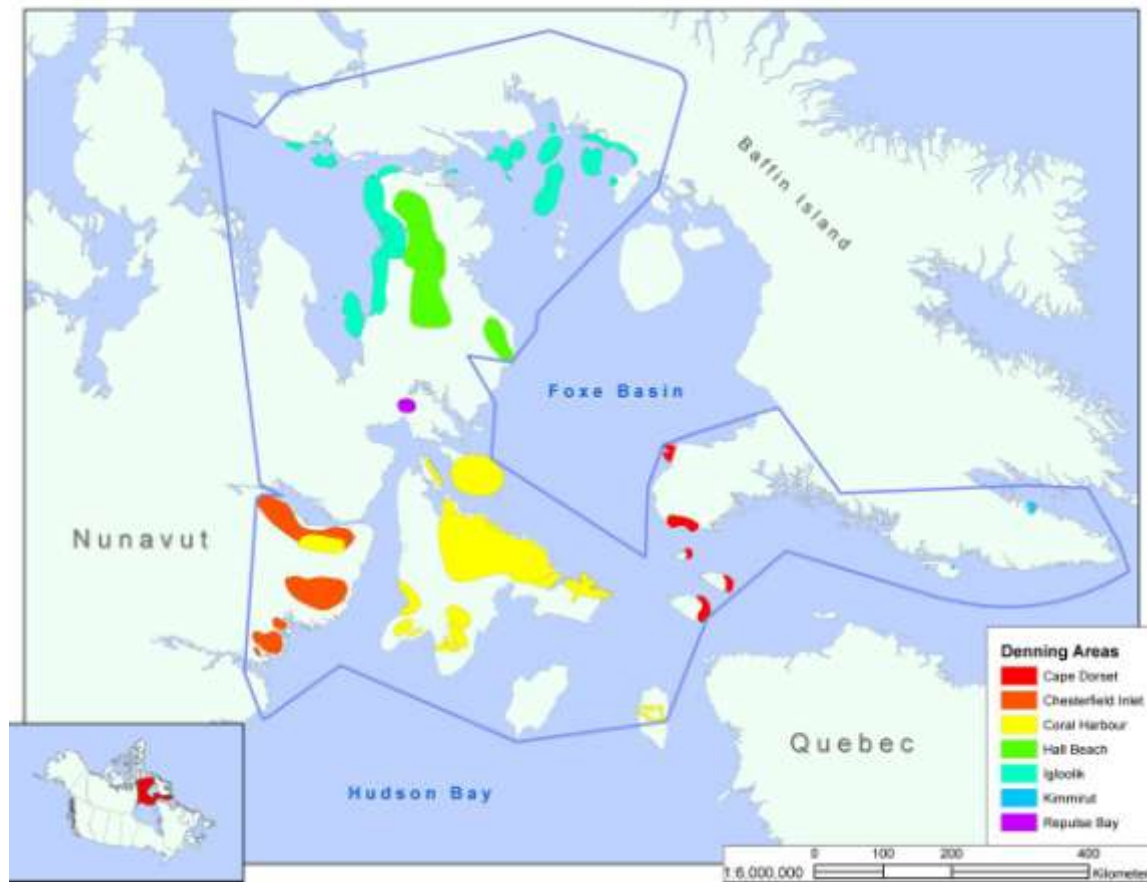 Baffin Island
Foxe Basin
Nunavut
Denning Areas
Cape Dorset
Chesterfield Inlet
Coral Harbour
Hall Beach
Igloolik
Kimmirut
Repulse Bay
Quebec
Hudson Bay
0 100 200 400
1:6,000,000 Kilomete